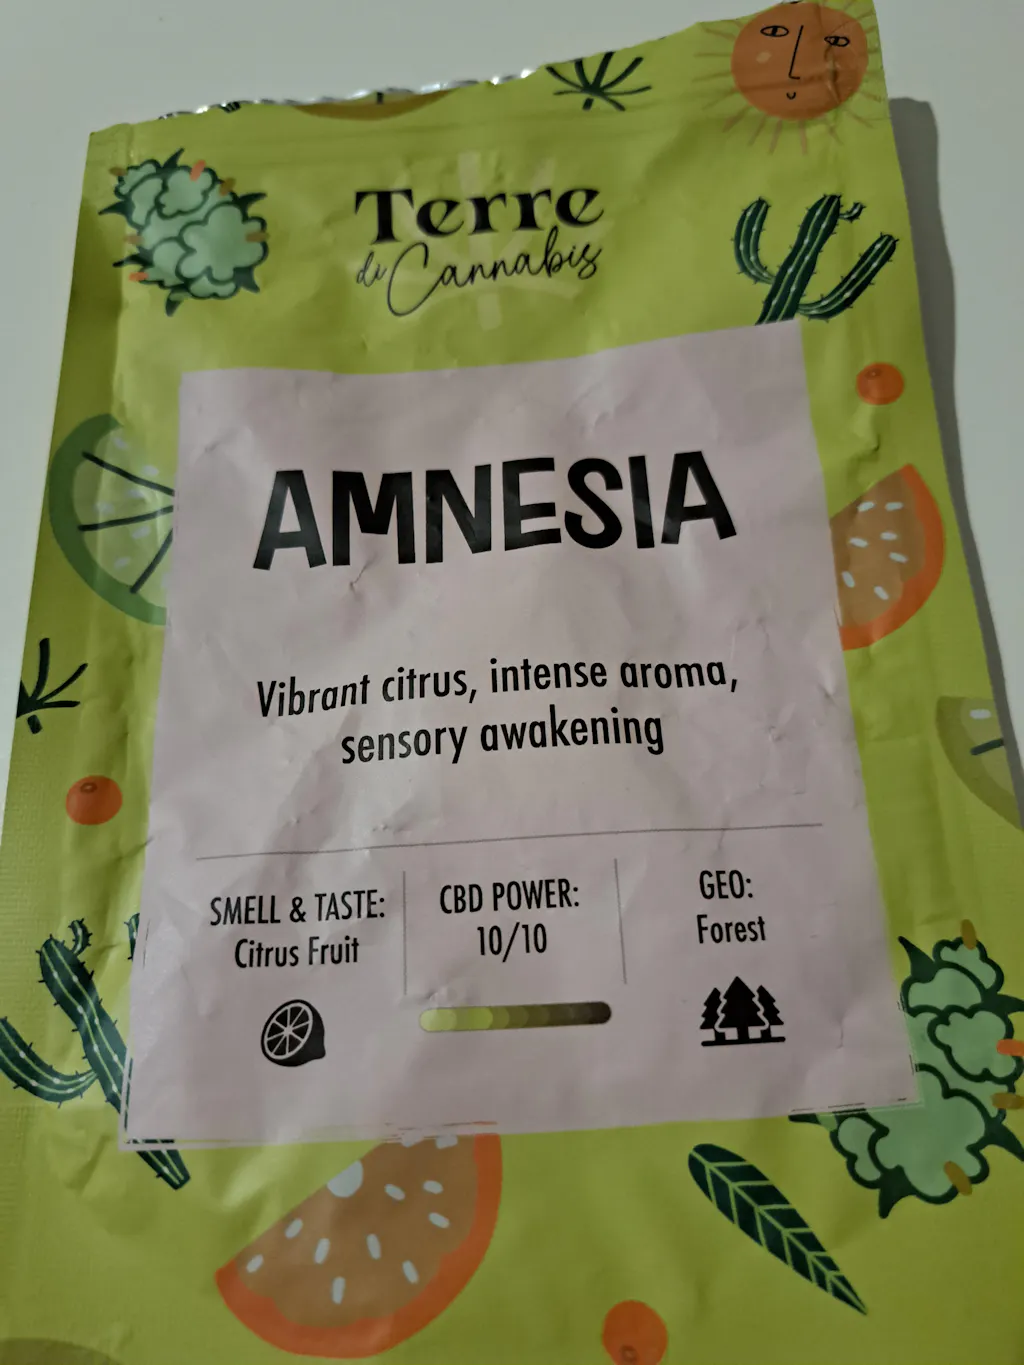 Terre
di Cannabis
AMNESIA
Vibrant citrus, intense aroma,
sensory awakening
SMELL & TASTE:
Citrus Fruit
CBD POWER:
10/10
GEO:
Forest